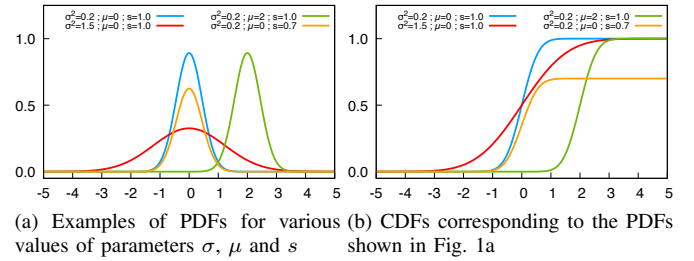 σ²=0.2 ; μ=0 ; s=1.0 σ²=0.2 ; μ=2 ; s=1.0
σ²=1.5 ; μ=0 ; s=1.0 σ²=0.2 ; μ=0 ; s=0.7
1.0
0.5
0.0
-5 -4 -3 -2 -1 0 1 2 3 4 5
(a) Examples of PDFs for various
values of parameters σ, μ and s
σ²=0.2 ; μ=0 ; s=1.0 σ²=0.2 ; μ=2 ; s=1.0
σ²=1.5 ; μ=0 ; s=1.0 σ²=0.2 ; μ=0 ; s=0.7
1.0
0.5
0.0
-5 -4 -3 -2 -1 0 1 2 3 4 5
(b) CDFs corresponding to the PDFs
shown in Fig. 1a